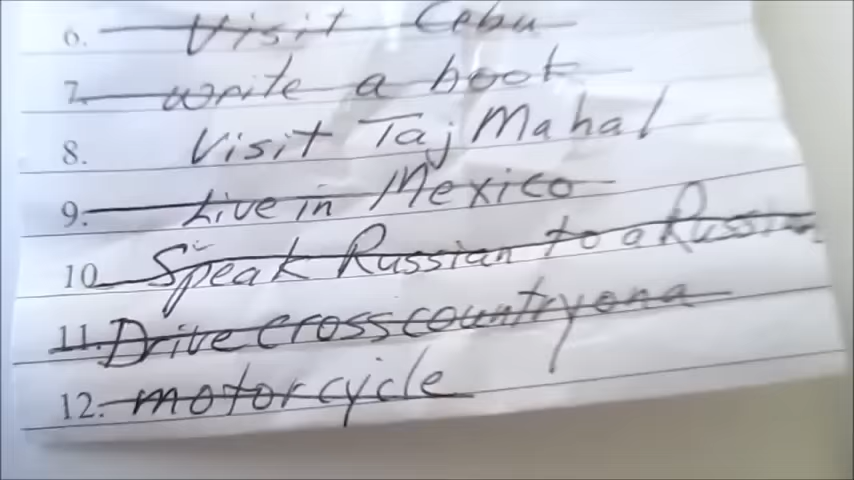 6. Visit Cebu
7. write a book
8. Visit Taj Mahal
9. Live in Mexico
10. Speak Russian to a Russian
11. Drive cross country on a
12. motorcycle